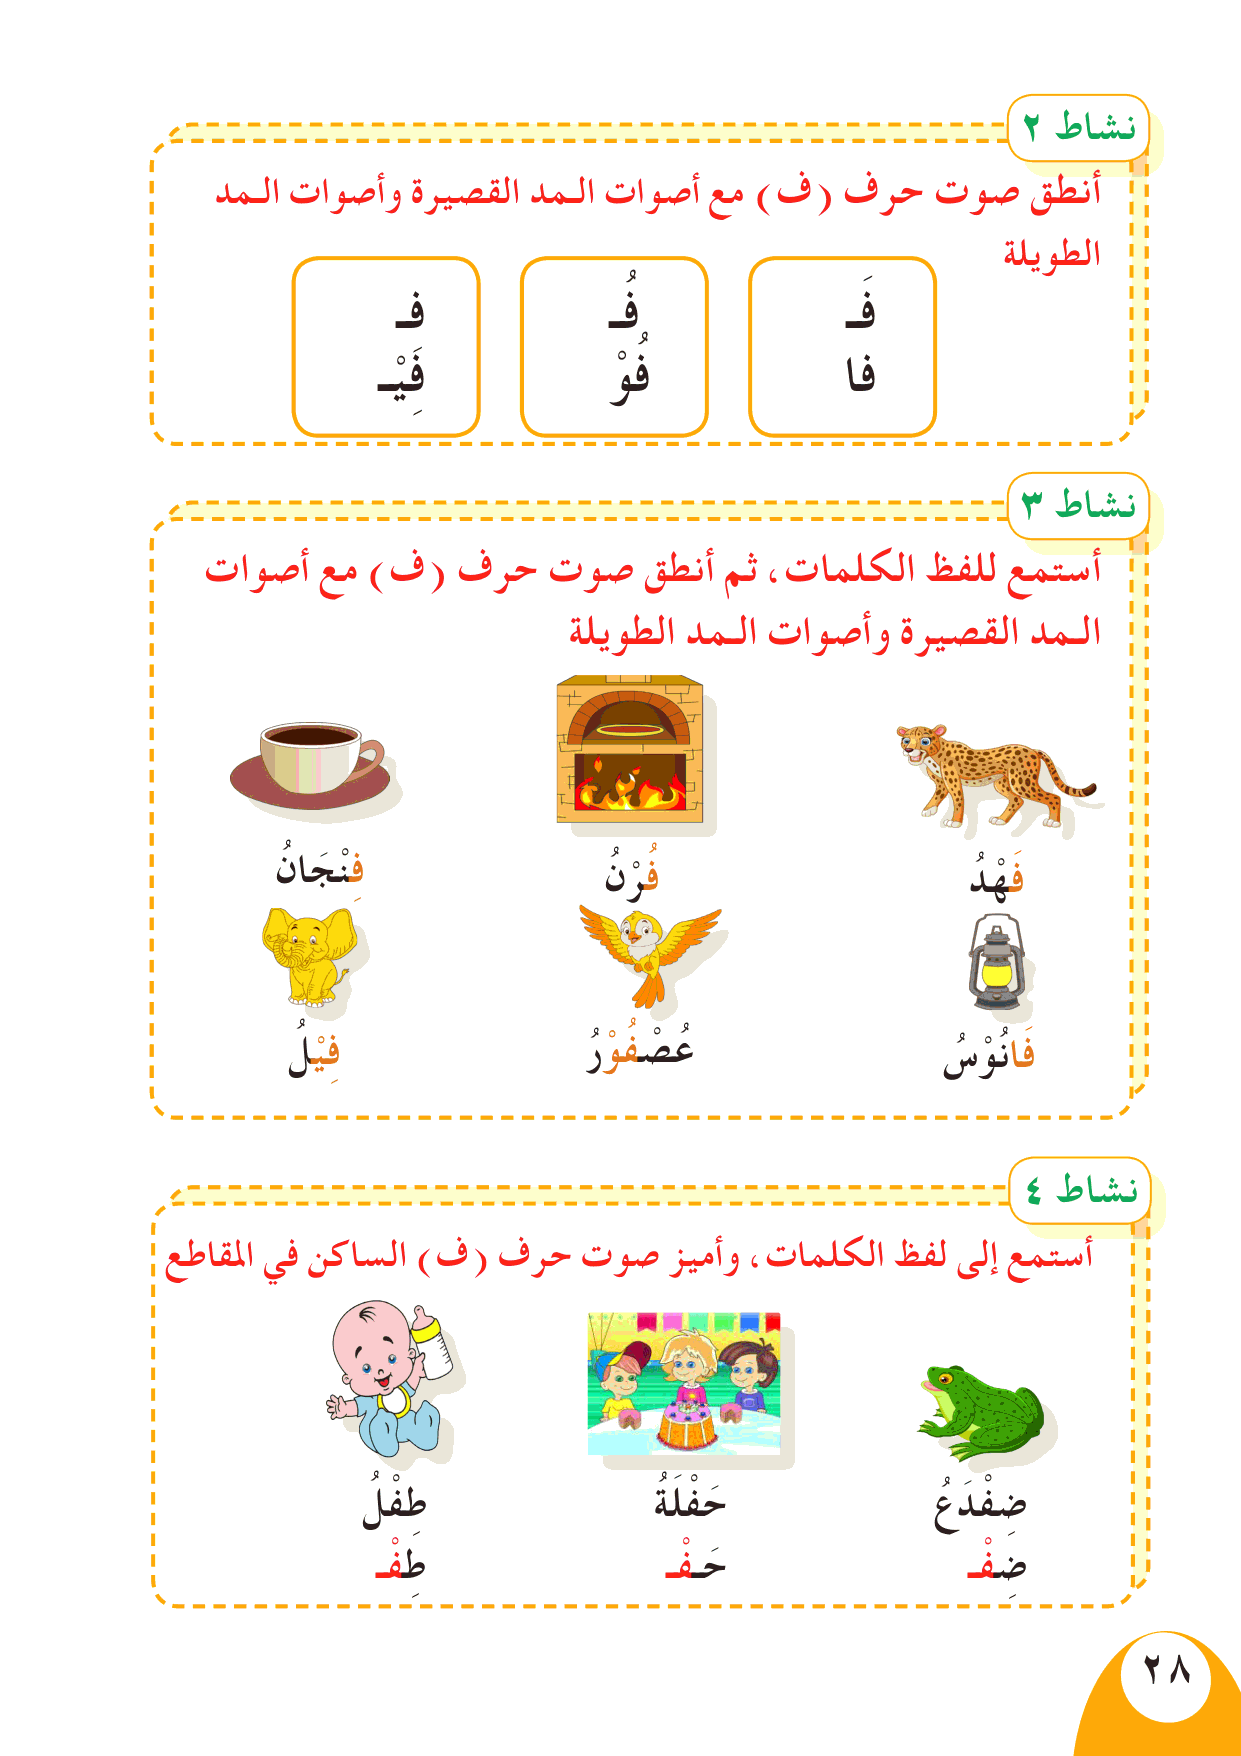 نشاط ٢
أنطق صوت حرف (ف) مع أصوات المد القصيرة وأصوات المد
الطويلة
فَـ فُـ فـ
فا فُوْ فَِيْـ
نشاط ٣
أستمع للفظ الكلمات، ثم أنطق صوت حرف (ف) مع أصوات
المد القصيرة وأصوات المد الطويلة
فَهْدُ فُرْنُ فِنْجَانُ
فَانُوْسُ عُصْفُوْرُ فِيْلُ
نشاط ٤
أستمع إلى لفظ الكلمات، وأميز صوت حرف (ف) الساكن في المقاطع
ضِفْدَعُ حَفْلَةُ طِفْلُ
ضِفْـ حَـفْـ طِفْـ
٢٨